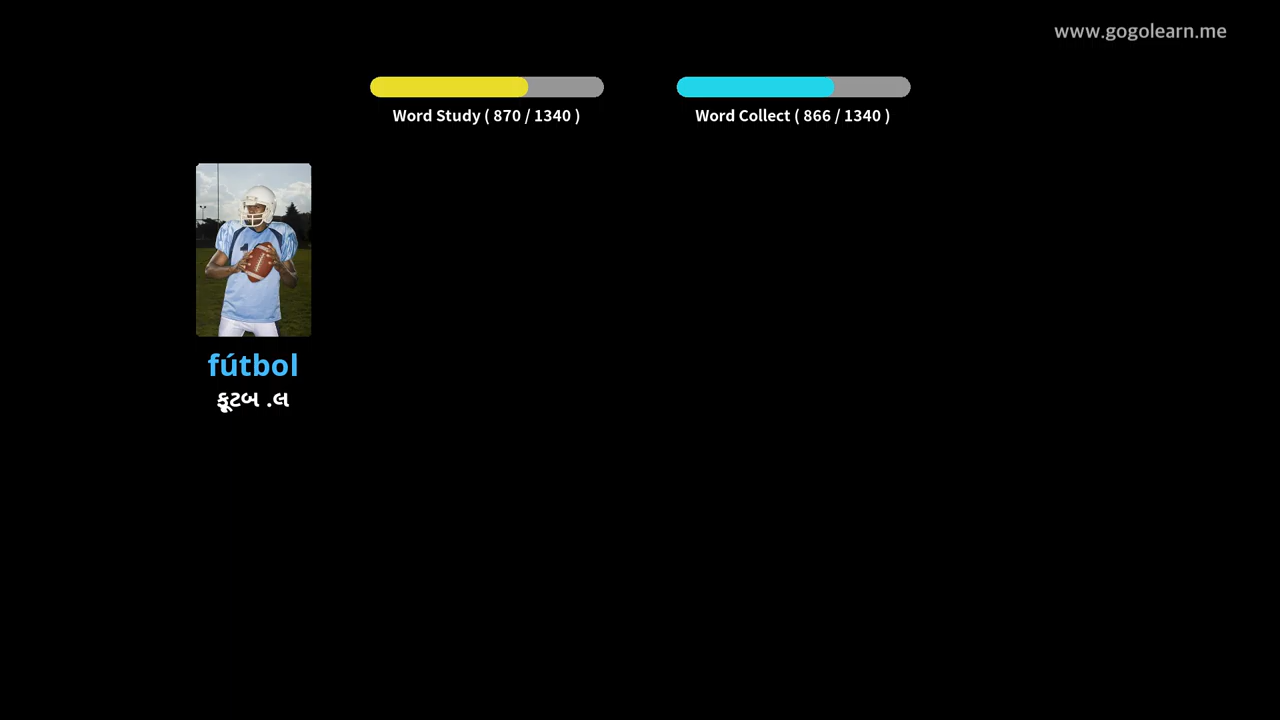 www.gogolearn.me
Word Study ( 870 / 1340 )
Word Collect ( 866 / 1340 )
fútbol
ફૂટબ .લ